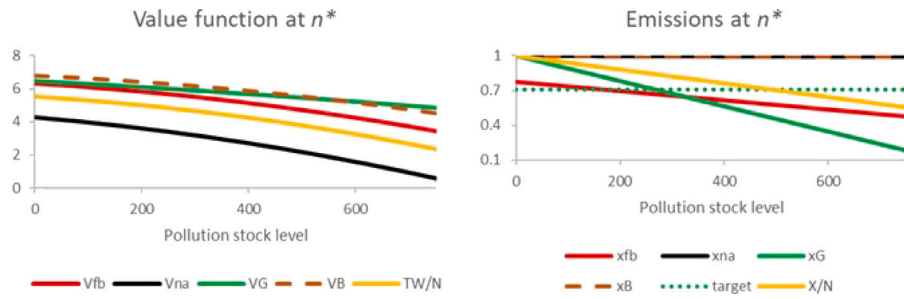 Value function at n*
8
6
4
2
0
0 200 400 600
Pollution stock level
Vfb Vna VG VB TW/N
Emissions at n*
1
0.7
0.4
0.1
0 200 400 600
Pollution stock level
xfb xna xG
xB target X/N